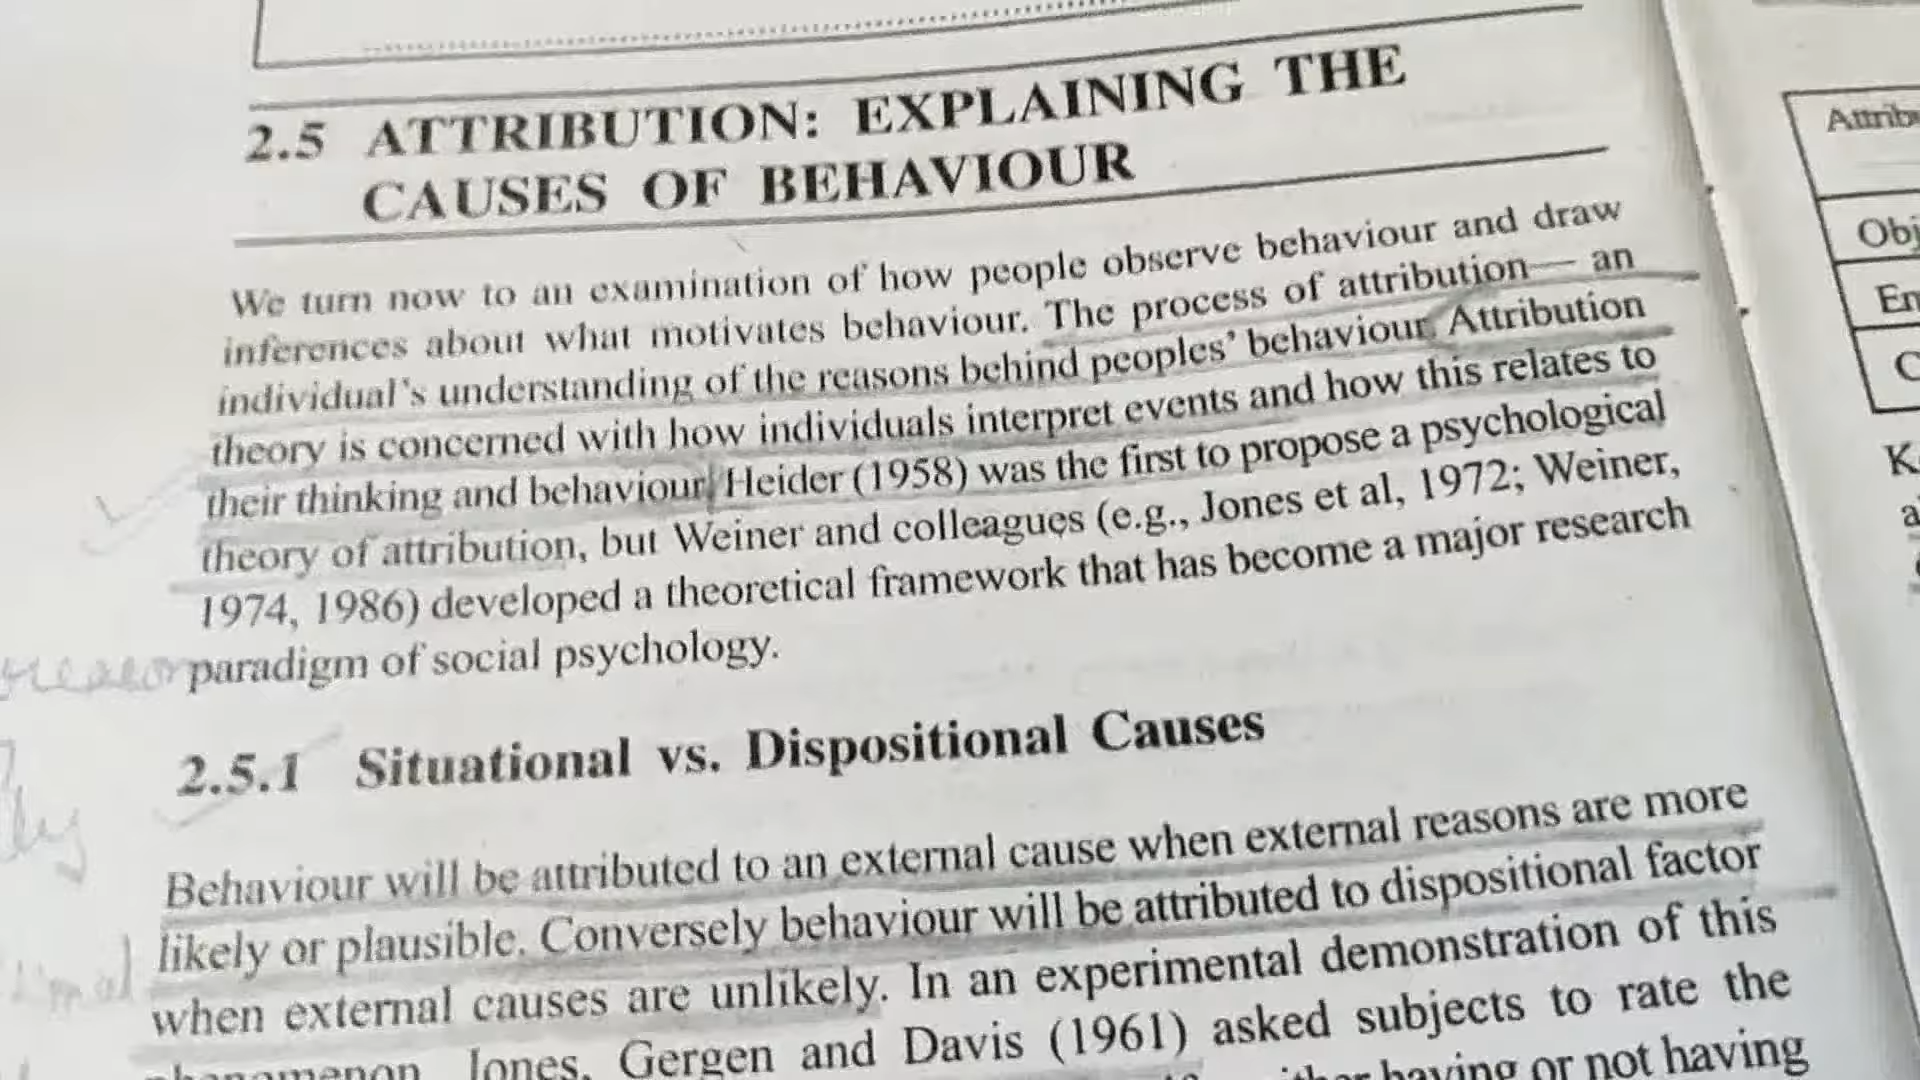 2.5 ATTRIBUTION: EXPLAINING THE
CAUSES OF BEHAVIOUR
We turn now to an examination of how people observe behaviour and draw
inferences about what motivates behaviour. The process of attribution— an
individual's understanding of the reasons behind peoples' behaviour. Attribution
theory is concerned with how individuals interpret events and how this relates to
their thinking and behaviour. Heider (1958) was the first to propose a psychological
theory of attribution, but Weiner and colleagues (e.g., Jones et al, 1972; Weiner,
1974, 1986) developed a theoretical framework that has become a major research
paradigm of social psychology.
reason
2.5.1 Situational vs. Dispositional Causes
Behaviour will be attributed to an external cause when external reasons are more
likely or plausible. Conversely behaviour will be attributed to dispositional factor
when external causes are unlikely. In an experimental demonstration of this
phenomenon Jones, Gergen and Davis (1961) asked subjects to rate the
having or not having